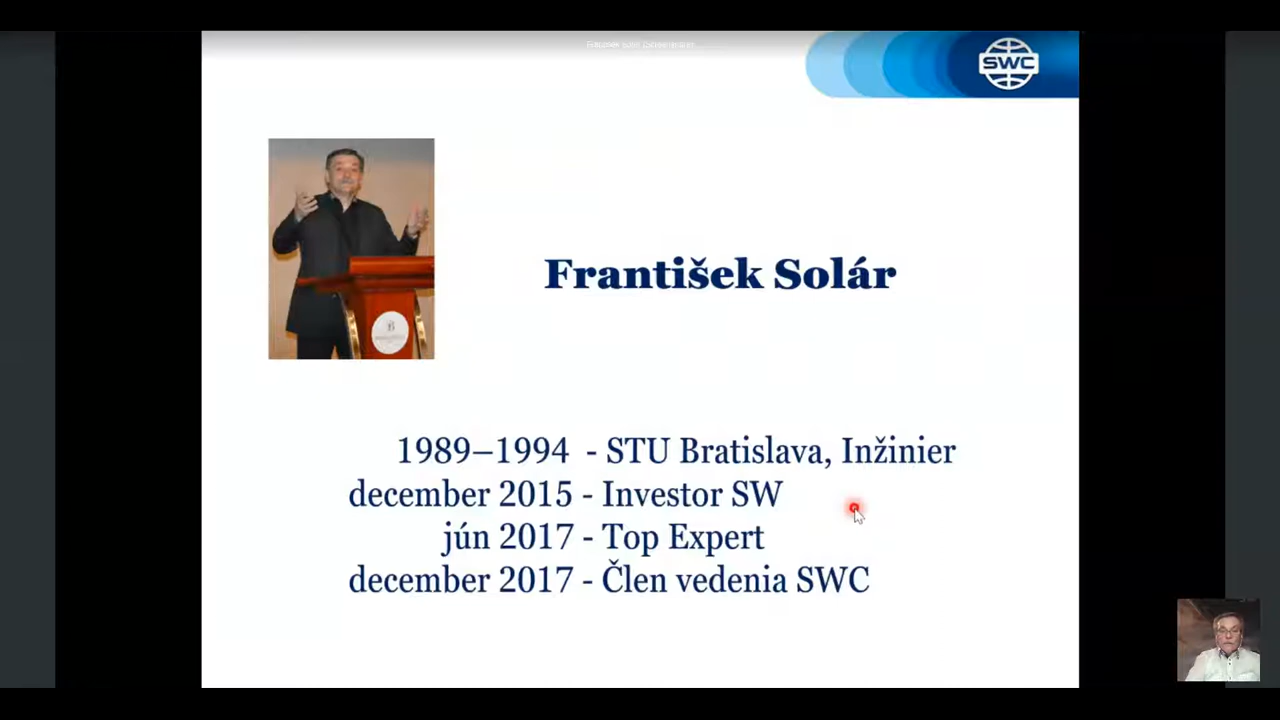 SWC
František Solár
1989–1994 - STU Bratislava, Inžinier
december 2015 - Investor SW
jún 2017 - Top Expert
december 2017 - Člen vedenia SWC